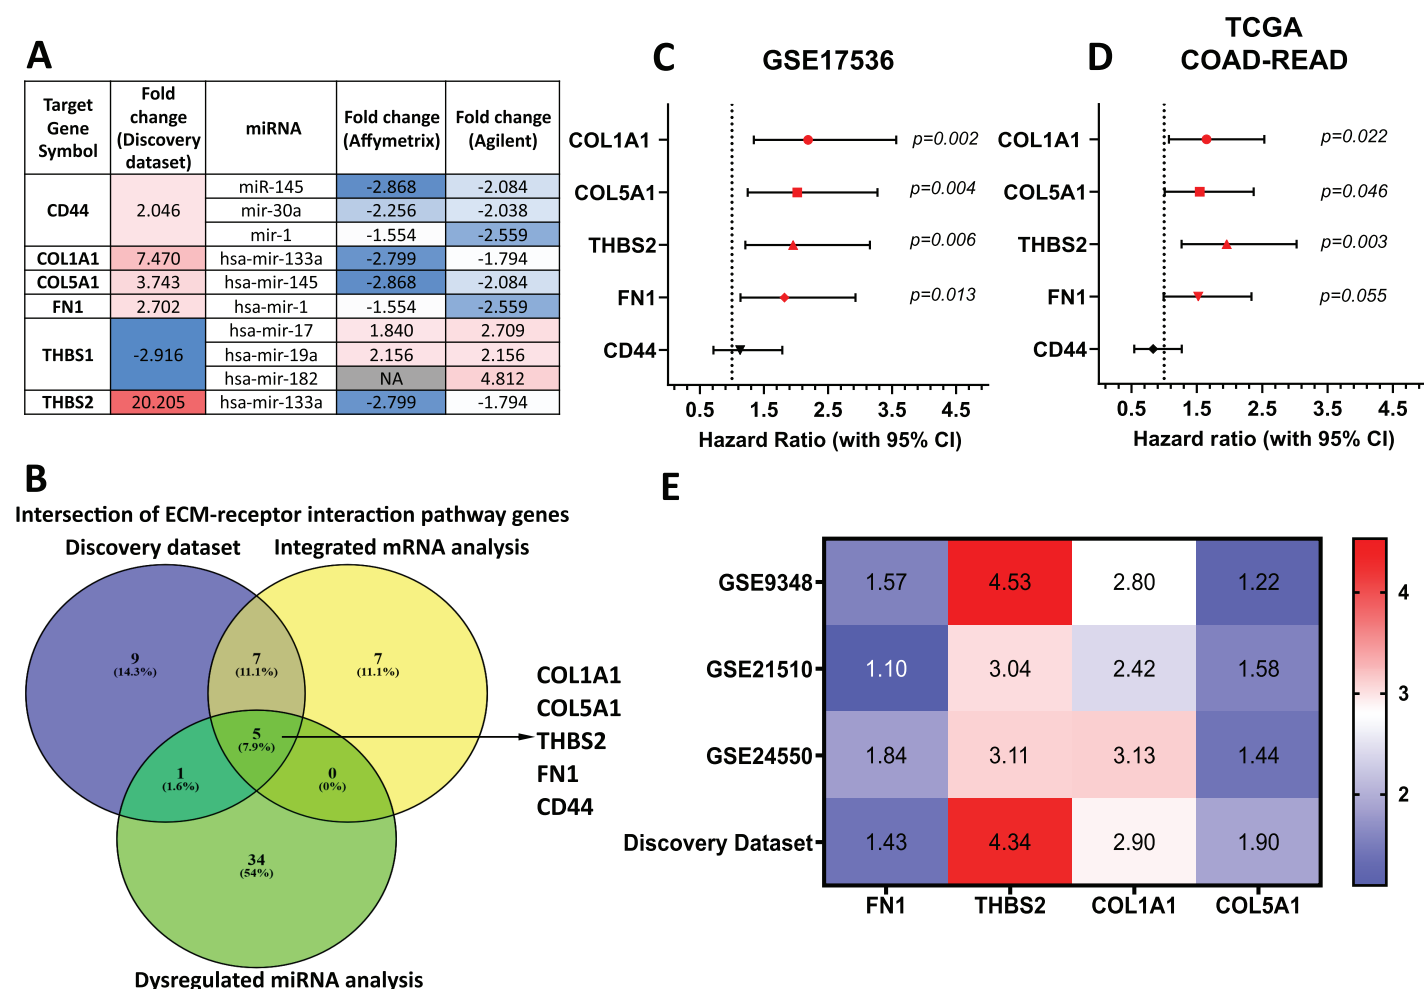 A
Target Gene Symbol | Fold change (Discovery dataset) | miRNA | Fold change (Affymetrix) | Fold change (Agilent)
CD44 | 2.046 | miR-145 | -2.868 | -2.084
mir-30a | -2.256 | -2.038
mir-1 | -1.554 | -2.559
COL1A1 | 7.470 | hsa-mir-133a | -2.799 | -1.794
COL5A1 | 3.743 | hsa-mir-145 | -2.868 | -2.084
FN1 | 2.702 | hsa-mir-1 | -1.554 | -2.559
THBS1 | -2.916 | hsa-mir-17 | 1.840 | 2.709
hsa-mir-19a | 2.156 | 2.156
hsa-mir-182 | NA | 4.812
THBS2 | 20.205 | hsa-mir-133a | -2.799 | -1.794
B
Intersection of ECM-receptor interaction pathway genes
Discovery dataset
Integrated mRNA analysis
9
(14.3%)
7
(11.1%)
7
(11.1%)
5
(7.9%)
1
(1.6%)
0
(0%)
34
(54%)
Dysregulated miRNA analysis
COL1A1
COL5A1
THBS2
FN1
CD44
C
GSE17536
COL1A1 p=0.002
COL5A1 p=0.004
THBS2 p=0.006
FN1 p=0.013
CD44
0.5 1.5 2.5 3.5 4.5
Hazard Ratio (with 95% CI)
D
TCGA
COAD-READ
COL1A1 p=0.022
COL5A1 p=0.046
THBS2 p=0.003
FN1 p=0.055
CD44
0.5 1.5 2.5 3.5 4.5
Hazard ratio (with 95% CI)
E
GSE9348 1.57 4.53 2.80 1.22
GSE21510 1.10 3.04 2.42 1.58
GSE24550 1.84 3.11 3.13 1.44
Discovery Dataset 1.43 4.34 2.90 1.90
FN1 THBS2 COL1A1 COL5A1
4
3
2